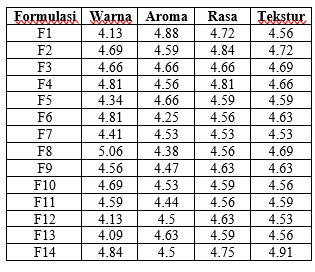 Formulasi Warna Aroma Rasa Tekstur
F1 4.13 4.88 4.72 4.56
F2 4.69 4.59 4.84 4.72
F3 4.66 4.66 4.66 4.69
F4 4.81 4.56 4.81 4.66
F5 4.34 4.66 4.59 4.59
F6 4.81 4.25 4.56 4.63
F7 4.41 4.53 4.53 4.53
F8 5.06 4.38 4.56 4.69
F9 4.56 4.47 4.63 4.63
F10 4.69 4.53 4.59 4.56
F11 4.59 4.44 4.56 4.59
F12 4.13 4.5 4.63 4.53
F13 4.09 4.63 4.59 4.56
F14 4.84 4.5 4.75 4.91